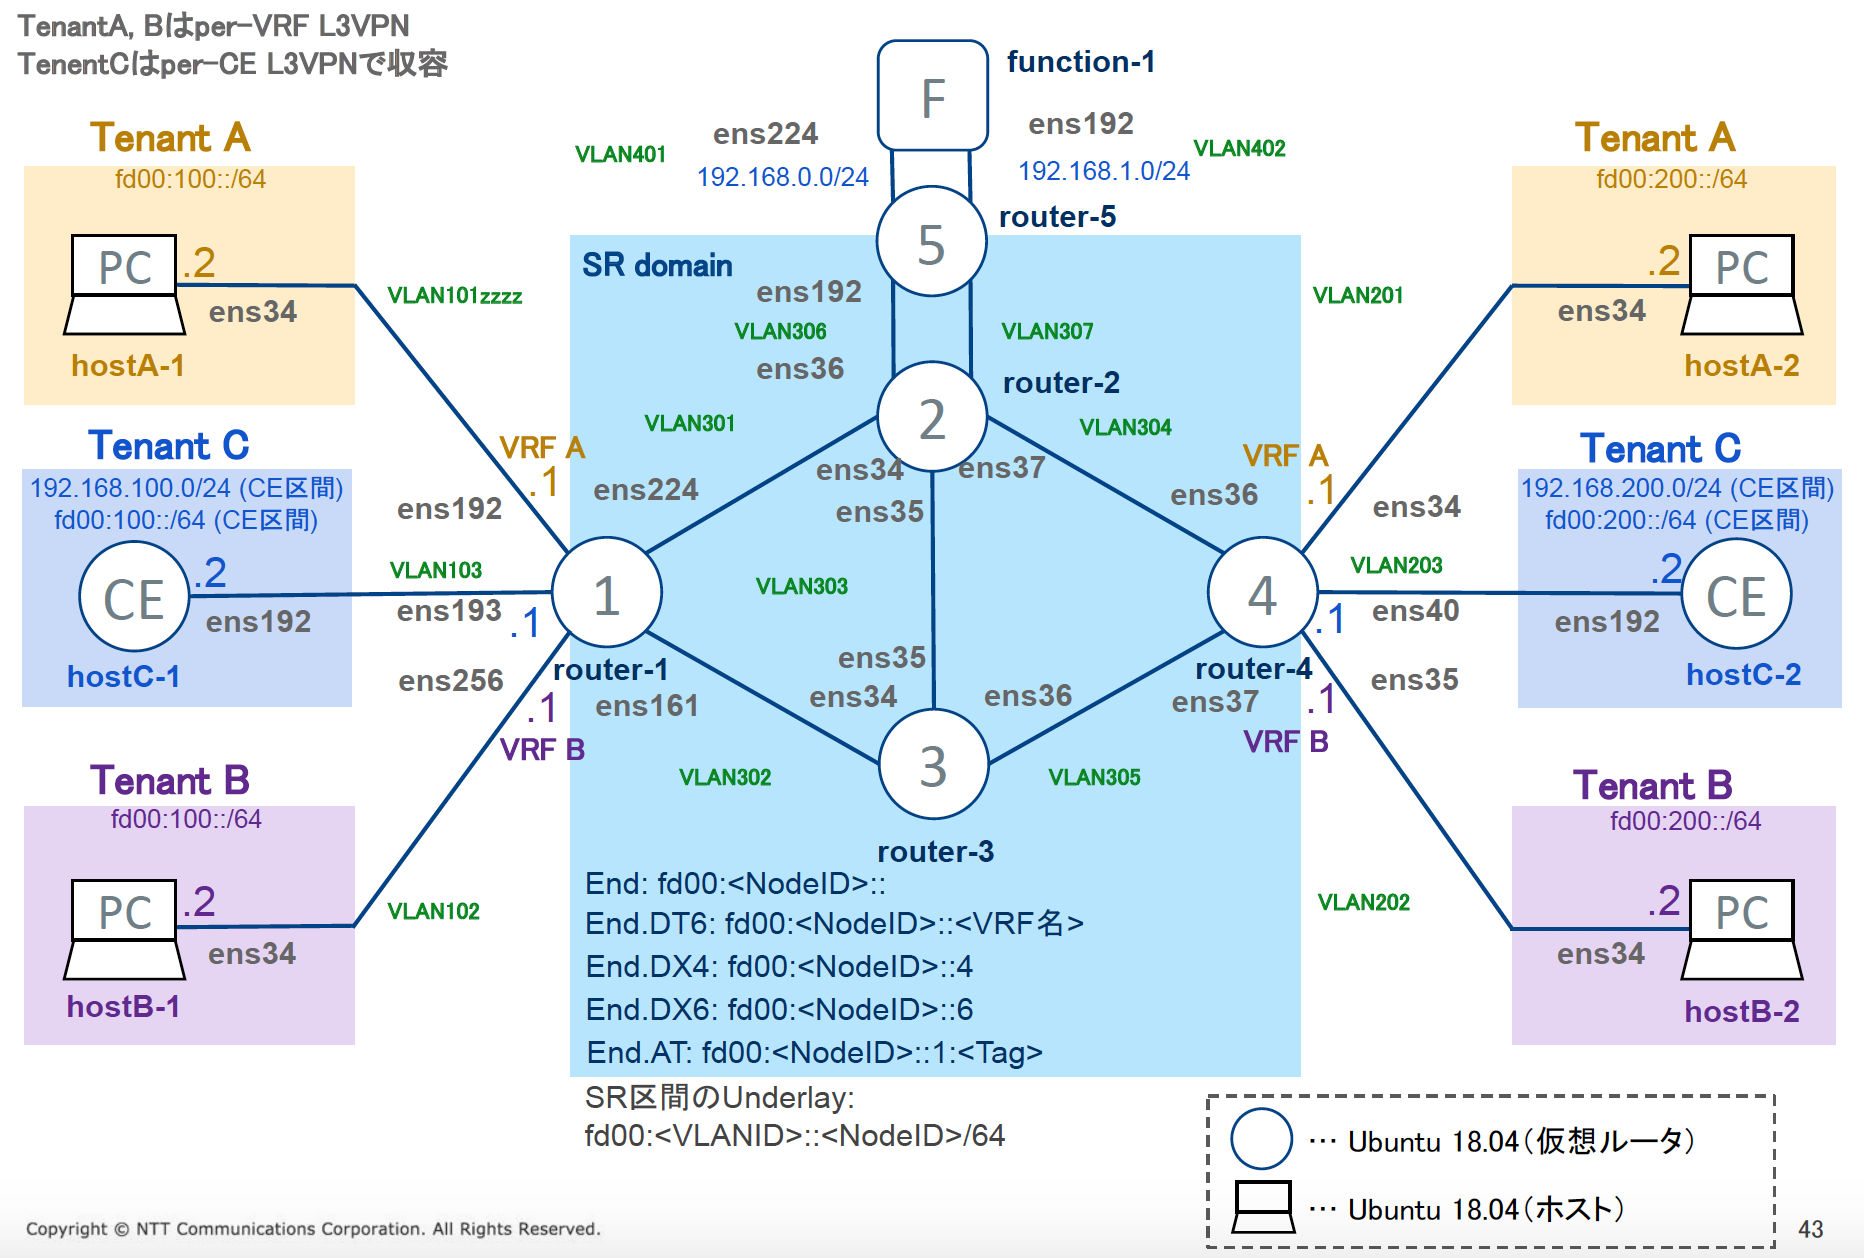 TenantA, Bはper-VRF L3VPN
TenentCはper-CE L3VPNで収容
F
function-1
ens224
ens192
VLAN401
VLAN402
192.168.0.0/24
192.168.1.0/24
5
router-5
SR domain
ens192
VLAN306
VLAN307
ens36
2
router-2
VLAN301
VLAN304
ens34
ens37
ens35
ens224
ens36
Tenant A
fd00:100::/64
PC
.2
ens34
hostA-1
VLAN101zzzz
VRF A
.1
ens192
Tenant C
192.168.100.0/24 (CE区間)
fd00:100::/64 (CE区間)
CE
.2
ens192
hostC-1
VLAN103
ens193
.1
1
router-1
ens256
.1
ens161
VRF B
Tenant B
fd00:100::/64
PC
.2
ens34
hostB-1
VLAN102
VLAN303
ens35
ens34
ens36
3
router-3
VLAN302
VLAN305
Tenant A
fd00:200::/64
PC
.2
ens34
hostA-2
VLAN201
VRF A
.1
ens34
Tenant C
192.168.200.0/24 (CE区間)
fd00:200::/64 (CE区間)
CE
.2
ens192
hostC-2
VLAN203
ens40
.1
4
router-4
ens37
ens35
.1
VRF B
Tenant B
fd00:200::/64
PC
.2
ens34
hostB-2
VLAN202
End: fd00:<NodeID>::
End.DT6: fd00:<NodeID>::<VRF名>
End.DX4: fd00:<NodeID>::4
End.DX6: fd00:<NodeID>::6
End.AT: fd00:<NodeID>::1:<Tag>
SR区間のUnderlay:
fd00:<VLANID>::<NodeID>/64
… Ubuntu 18.04（仮想ルータ）
… Ubuntu 18.04（ホスト）
Copyright © NTT Communications Corporation. All Rights Reserved.
43